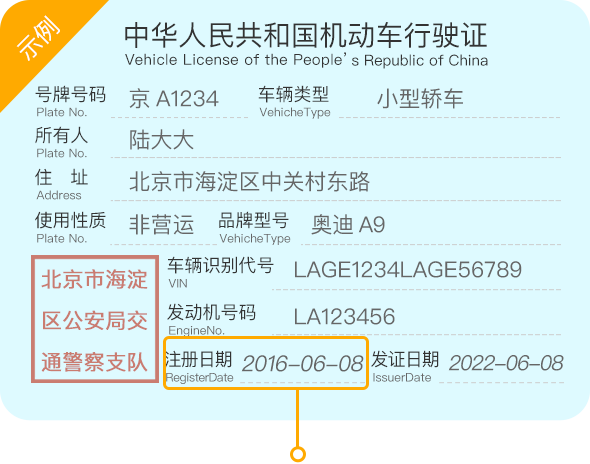 示例
中华人民共和国机动车行驶证
Vehicle License of the People's Republic of China
号牌号码 京 A1234 车辆类型 小型轿车
Plate No. VehicheType
所有人 陆大大
Plate No.
住 址 北京市海淀区中关村东路
Address
使用性质 非营运 品牌型号 奥迪 A9
Plate No. VehicheType
北京市海淀
区公安局交
通警察支队
车辆识别代号 LAGE1234LAGE56789
VIN
发动机号码 LA123456
EngineNo.
注册日期 2016-06-08 发证日期 2022-06-08
RegisterDate IssuerDate